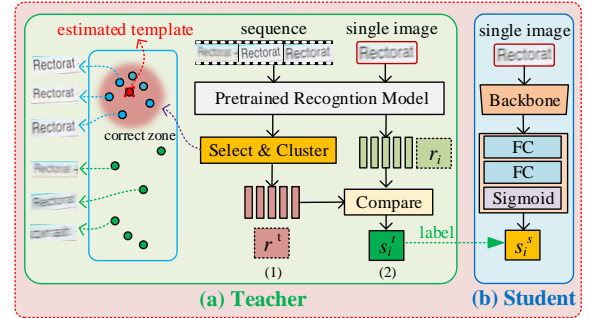 estimated template
sequence
single image
single image
Rectorat
Rectorat
Rectorat
Rectorat
Rectorat
Rectorat
Rectorat
Rectorat
Pretrained Recogntion Model
Backbone
Rectorat
correct zone
Select & Cluster
r_i
FC
FC
Rectorat
Compare
Sigmoid
r^t
s_i^t
label
s_i^s
(1)
(2)
(a) Teacher
(b) Student